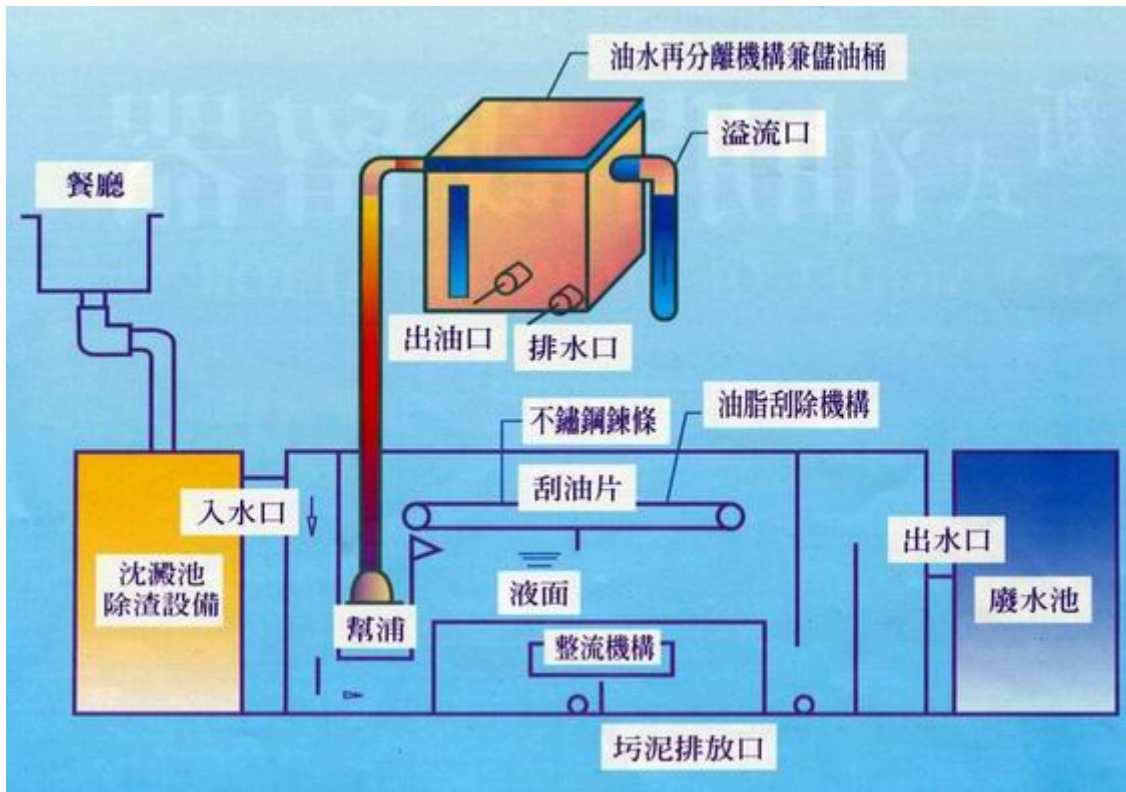 油水再分離機構兼儲油桶
溢流口
餐廳
出油口
排水口
不鏽鋼鍊條
油脂刮除機構
刮油片
入水口
出水口
沈澱池
除渣設備
液面
廢水池
幫浦
整流機構
圬泥排放口